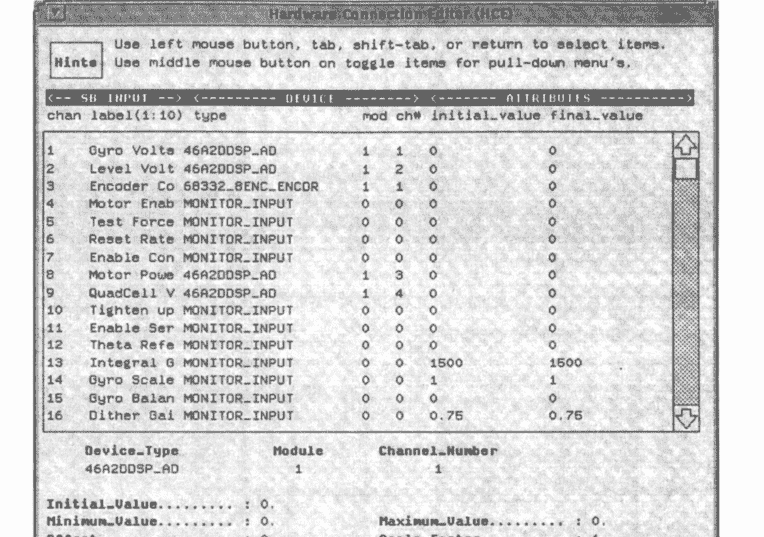 Hardware Connection Editor (HCE)
Hints
Use left mouse button, tab, shift-tab, or return to select items.
Use middle mouse button on toggle items for pull-down menu's.
<-- SB INPUT --> <--------- DEVICE --------> <------- ATTRIBUTES ---------->
chan label(1:10) type mod ch# initial_value final_value
1 Gyro Volts 46A2DDSP_AD 1 1 0 0
2 Level Volt 46A2DDSP_AD 1 2 0 0
3 Encoder Co 68332_8ENC_ENCDR 1 1 0 0
4 Motor Enab MONITOR_INPUT 0 0 0 0
5 Test Force MONITOR_INPUT 0 0 0 0
6 Reset Rate MONITOR_INPUT 0 0 0 0
7 Enable Con MONITOR_INPUT 0 0 0 0
8 Motor Powe 46A2DDSP_AD 1 3 0 0
9 QuadCell V 46A2DDSP_AD 1 4 0 0
10 Tighten up MONITOR_INPUT 0 0 0 0
11 Enable Ser MONITOR_INPUT 0 0 0 0
12 Theta Refe MONITOR_INPUT 0 0 0 0
13 Integral G MONITOR_INPUT 0 0 1500 1500
14 Gyro Scale MONITOR_INPUT 0 0 1 1
15 Gyro Balan MONITOR_INPUT 0 0 0 0
16 Dither Gai MONITOR_INPUT 0 0 0.75 0.75
Device_Type Module Channel_Number
46A2DDSP_AD 1 1
Initial_Value......... : 0.
Minimum_Value......... : 0. Maximum_Value......... : 0.